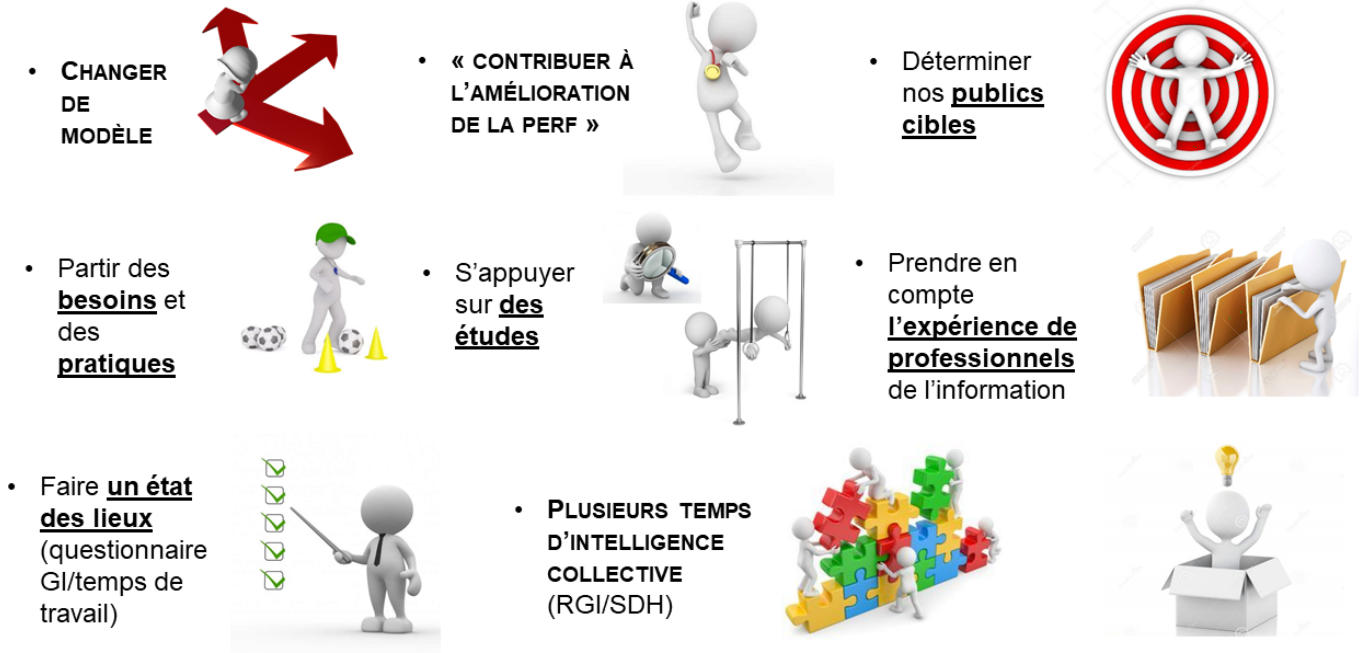 • CHANGER
DE
MODÈLE
• « CONTRIBUER À
L’AMÉLIORATION
DE LA PERF »
• Déterminer
nos publics
cibles
• Partir des
besoins et
des
pratiques
• S’appuyer
sur des
études
• Prendre en
compte
l’expérience de
professionnels
de l’information
• Faire un état
des lieux
(questionnaire
GI/temps de
travail)
• PLUSIEURS TEMPS
D’INTELLIGENCE
COLLECTIVE
(RGI/SDH)